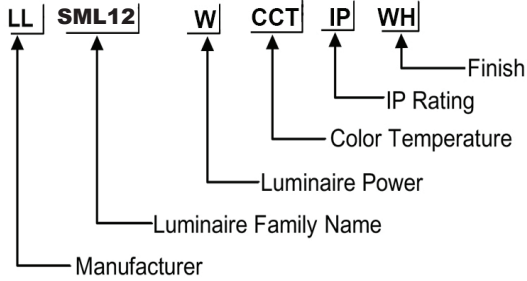 LL SML12 W CCT IP WH
Finish
IP Rating
Color Temperature
Luminaire Power
Luminaire Family Name
Manufacturer